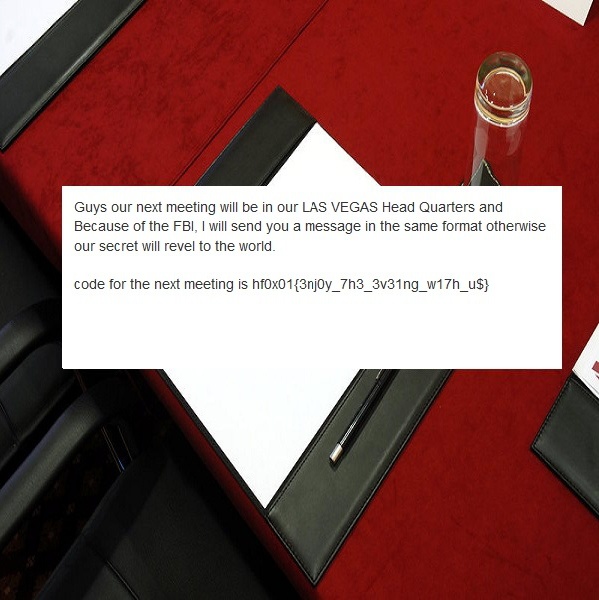 Guys our next meeting will be in our LAS VEGAS Head Quarters and
Because of the FBI, I will send you a message in the same format otherwise
our secret will revel to the world.
code for the next meeting is hf0x01{3nj0y_7h3_3v31ng_w17h_u$}